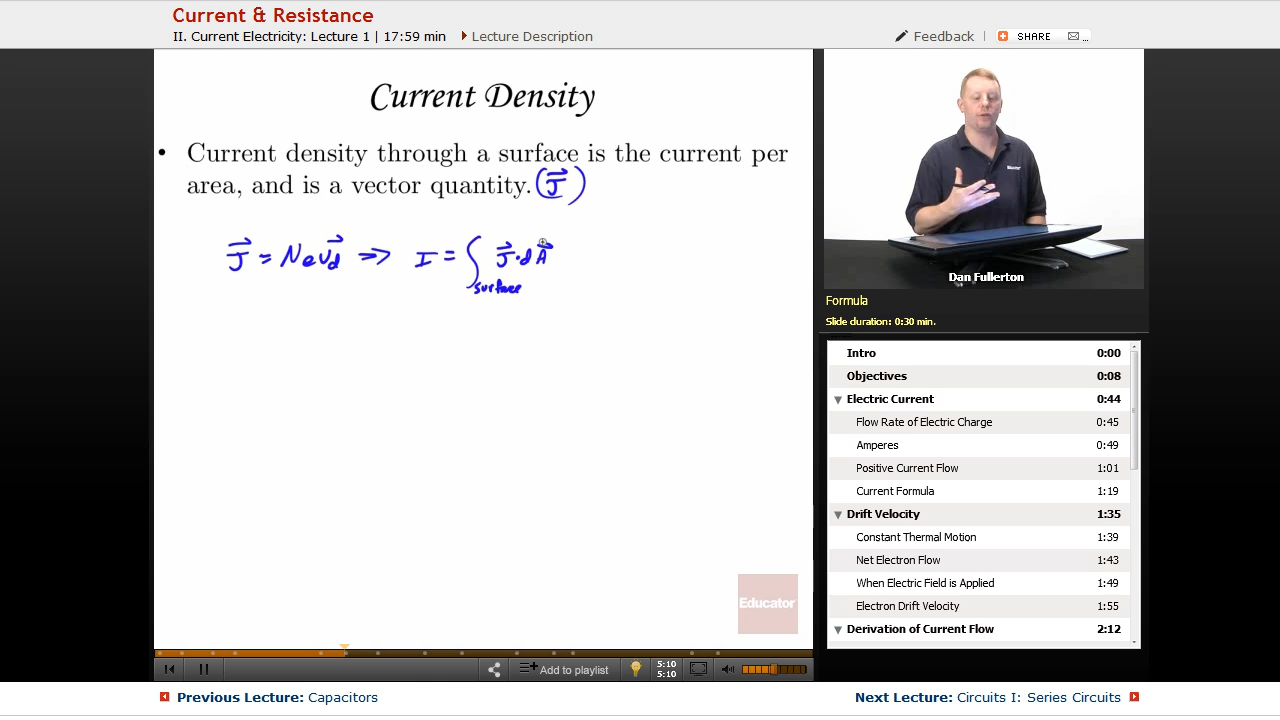 Current & Resistance
II. Current Electricity: Lecture 1 | 17:59 min
Lecture Description
Feedback
SHARE
Current Density
• Current density through a surface is the current per
area, and is a vector quantity. (J⃗)
J⃗ = Nev⃗d ⇒ I = ∫surface J⃗·dA⃗
Educator
Dan Fullerton
Formula
Slide duration: 0:30 min.
Intro 0:00
Objectives 0:08
Electric Current 0:44
Flow Rate of Electric Charge 0:45
Amperes 0:49
Positive Current Flow 1:01
Current Formula 1:19
Drift Velocity 1:35
Constant Thermal Motion 1:39
Net Electron Flow 1:43
When Electric Field is Applied 1:49
Electron Drift Velocity 1:55
Derivation of Current Flow 2:12
Add to playlist
5:10
5:10
Previous Lecture: Capacitors
Next Lecture: Circuits I: Series Circuits